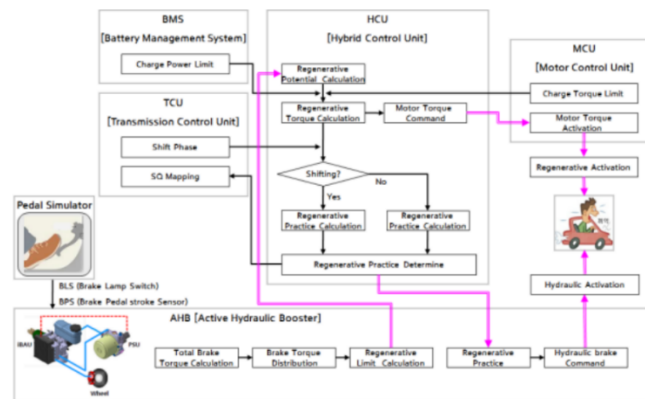 BMS
[Battery Management System]
Charge Power Limit
TCU
[Transmission Control Unit]
Shift Phase
SQ Mapping
HCU
[Hybrid Control Unit]
Regenerative
Potential Calculation
Regenerative
Torque Calculation
Motor Torque
Command
Shifting?
Yes
No
Regenerative
Practice Calculation
Regenerative
Practice Calculation
Regenerative Practice Determine
MCU
[Motor Control Unit]
Charge Torque Limit
Motor Torque
Activation
Regenerative Activation
Hydraulic Activation
Pedal Simulator
BLS (Brake Lamp Switch)
BPS (Brake Pedal stroke Sensor)
AHB [Active Hydraulic Booster]
iBAU
PSU
Wheel
Total Brake
Torque Calculation
Brake Torque
Distribution
Regenerative
Limit Calculation
Regenerative
Practice
Hydraulic brake
Command